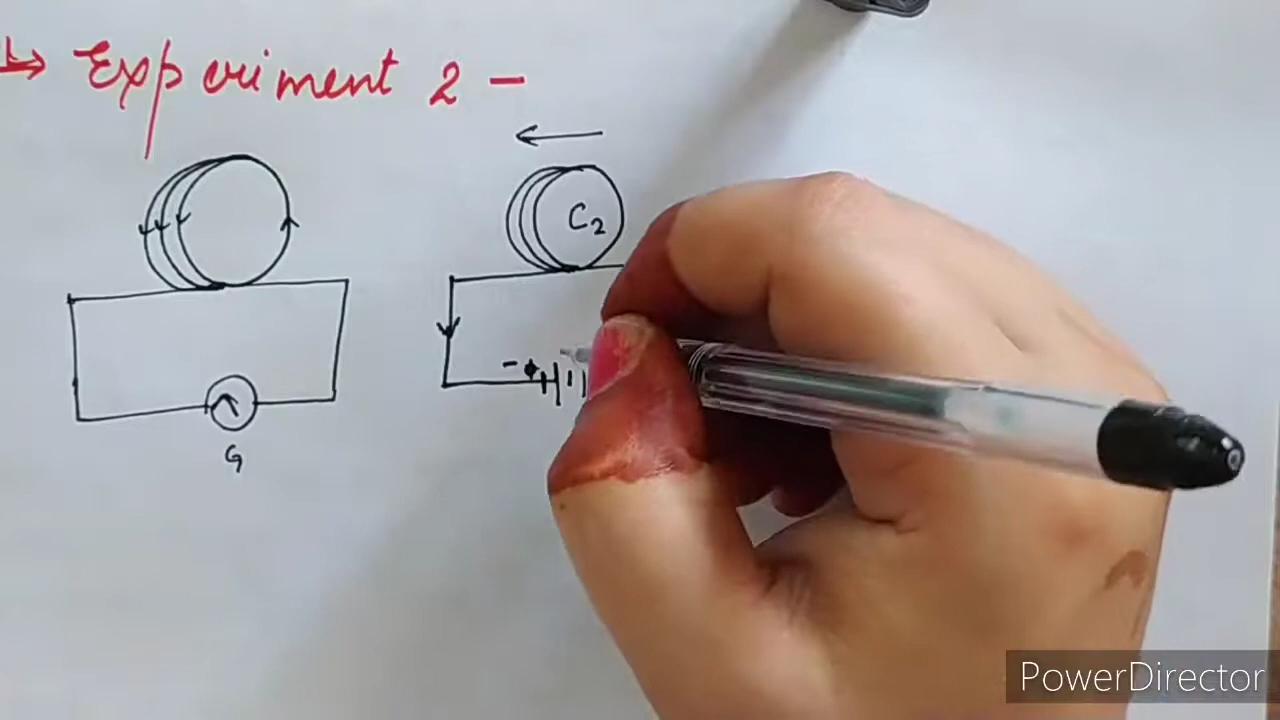 ↳ Experiment 2 -
C₂
-
G
PowerDirector